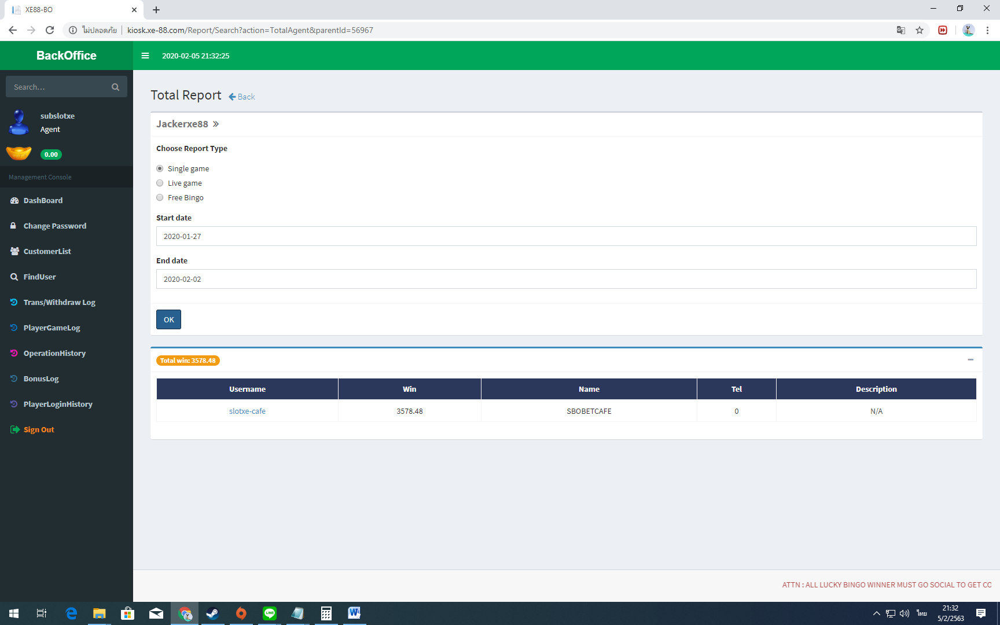 XE88-BO
ไม่ปลอดภัย kiosk.xe-88.com/Report/Search?action=TotalAgent&parentId=56967
BackOffice
2020-02-05 21:32:25
Search...
subslotxe
Agent
0.00
Management Console
DashBoard
Change Password
CustomerList
FindUser
Trans/Withdraw Log
PlayerGameLog
OperationHistory
BonusLog
PlayerLoginHistory
Sign Out
Total Report Back
Jackerxe88 »
Choose Report Type
Single game
Live game
Free Bingo
Start date
2020-01-27
End date
2020-02-02
OK
Total win: 3578.48
Username Win Name Tel Description
slotxe-cafe 3578.48 SBOBETCAFE 0 N/A
ATTN : ALL LUCKY BINGO WINNER MUST GO SOCIAL TO GET CO
LINE
W
ไทย
21:32
5/2/2563